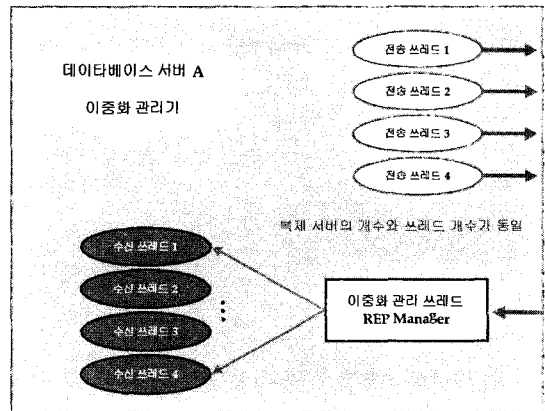 데이타베이스 서버 A
이중화 관리기
전송 쓰레드 1
전송 쓰레드 2
전송 쓰레드 3
전송 쓰레드 4
복제 서버의 개수와 쓰레드 개수가 동일
수신 쓰레드 1
수신 쓰레드 2
수신 쓰레드 3
수신 쓰레드 4
이중화 관리 쓰레드
REP Manager